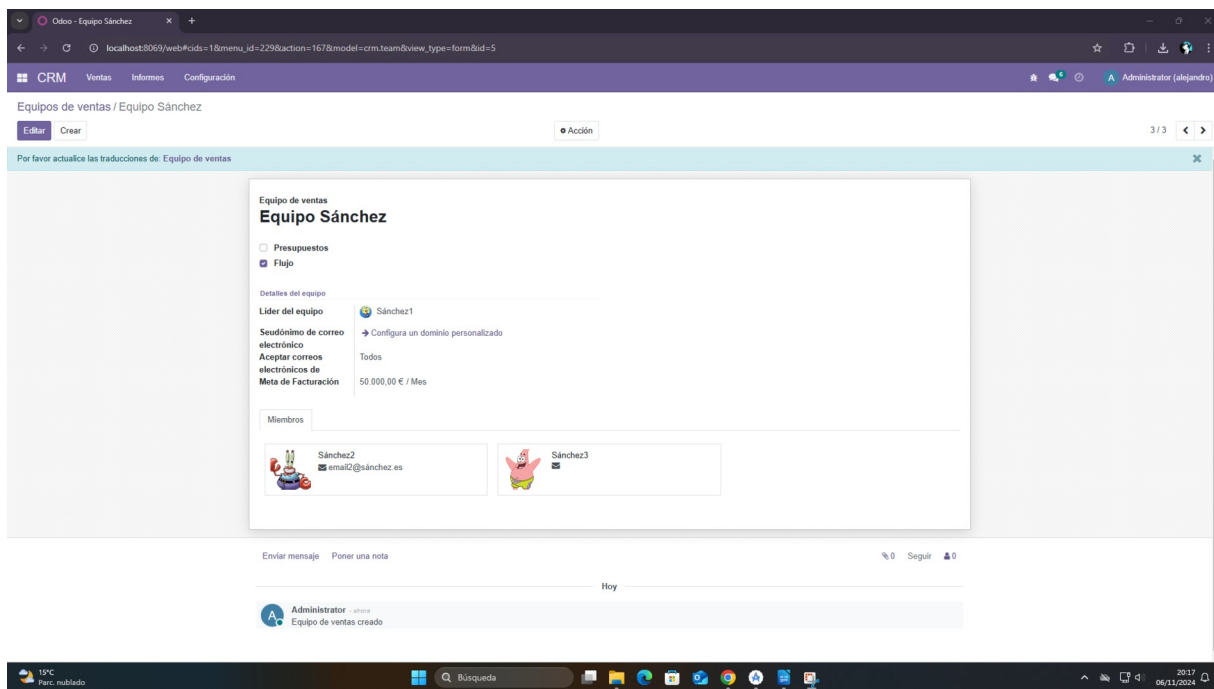 Odoo - Equipo Sánchez
localhost:8069/web#cids=1&menu_id=229&action=167&model=crm.team&view_type=form&id=5
CRM Ventas Informes Configuración 6 A Administrator (alejandro)
Equipos de ventas / Equipo Sánchez
Editar Crear Acción 3 / 3
Por favor actualice las traducciones de: Equipo de ventas
Equipo de ventas
Equipo Sánchez
Presupuestos
Flujo
Detalles del equipo
Líder del equipo Sánchez1
Seudónimo de correo Configura un dominio personalizado
electrónico
Aceptar correos Todos
electrónicos de
Meta de Facturación 50.000,00 € / Mes
Miembros
Sánchez2 Sánchez3
email2@sánchez.es
Enviar mensaje Poner una nota 0 Seguir 0
Hoy
A Administrator - ahora
Equipo de ventas creado
15°C Búsqueda 20:17
Parc. nublado 06/11/2024